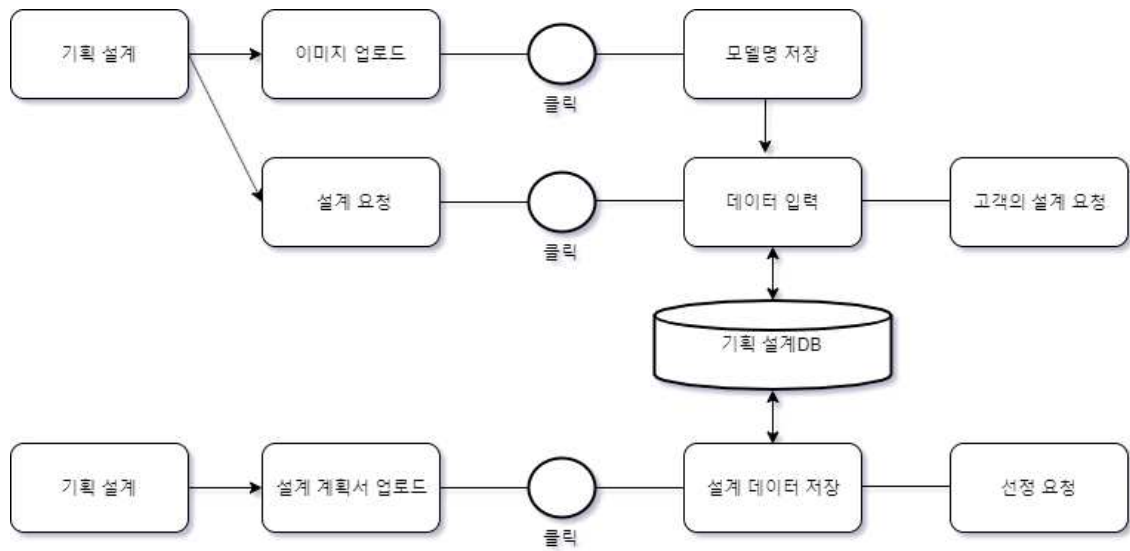 기획 설계
이미지 업로드
모델명 저장
클릭
설계 요청
데이터 입력
고객의 설계 요청
클릭
기획 설계DB
기획 설계
설계 계획서 업로드
설계 데이터 저장
선정 요청
클릭